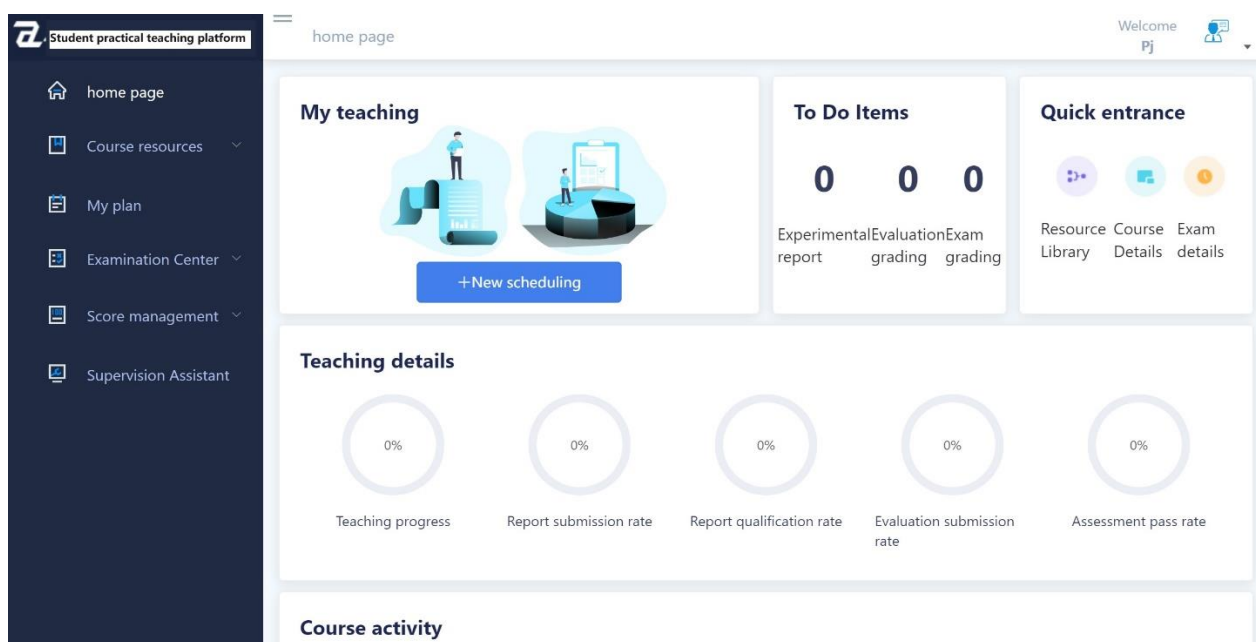 Student practical teaching platform
home page
Welcome
Pj
home page
Course resources
My plan
Examination Center
Score management
Supervision Assistant
My teaching
+New scheduling
To Do Items
0 0 0
Experimental Evaluation Exam
report grading grading
Quick entrance
Resource Course Exam
Library Details details
Teaching details
0% 0% 0% 0% 0%
Teaching progress Report submission rate Report qualification rate Evaluation submission Assessment pass rate
rate
Course activity